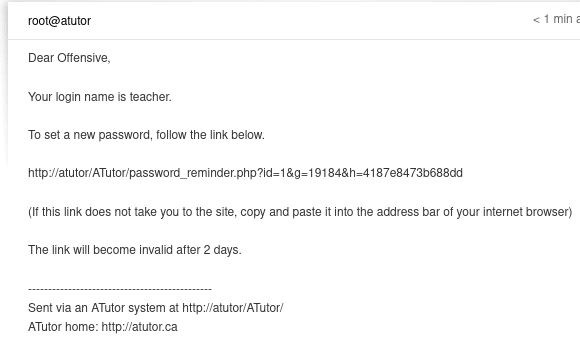 root@atutor
< 1 min a
Dear Offensive,
Your login name is teacher.
To set a new password, follow the link below.
http://atutor/ATutor/password_reminder.php?id=1&g=19184&h=4187e8473b688dd
(If this link does not take you to the site, copy and paste it into the address bar of your internet browser)
The link will become invalid after 2 days.
----------------------------------------------
Sent via an ATutor system at http://atutor/ATutor/
ATutor home: http://atutor.ca